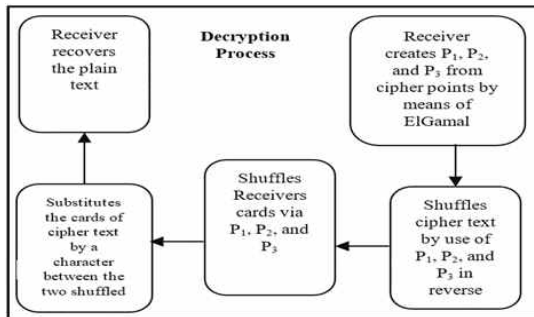 Decryption
Process
Receiver
creates P₁, P₂,
and P₃ from
cipher points by
means of
ElGamal
Shuffles
cipher text
by use of
P₁, P₂, and
P₃ in
reverse
Shuffles
Receivers
cards via
P₁, P₂, and
P₃
Substitutes
the cards of
cipher text
by a
character
between the
two shuffled
Receiver
recovers
the plain
text